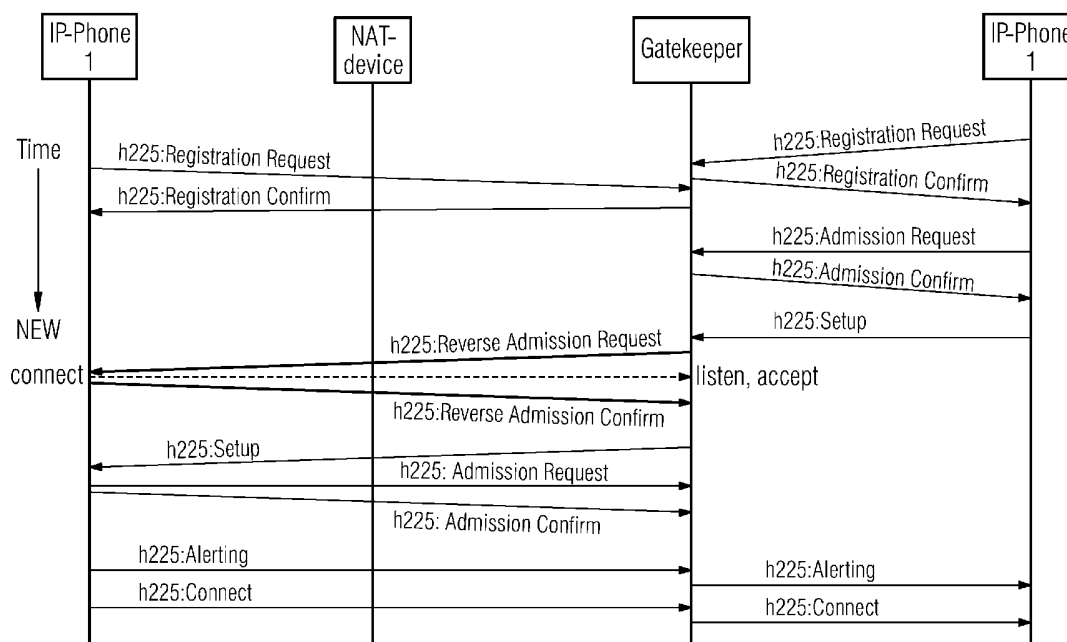 IP-Phone
1
NAT-
device
Gatekeeper
IP-Phone
1
Time
h225:Registration Request
h225:Registration Request
h225:Registration Confirm
h225:Registration Confirm
h225:Admission Request
h225:Admission Confirm
NEW
h225:Setup
h225:Reverse Admission Request
connect
listen, accept
h225:Reverse Admission Confirm
h225:Setup
h225: Admission Request
h225: Admission Confirm
h225:Alerting
h225:Alerting
h225:Connect
h225:Connect